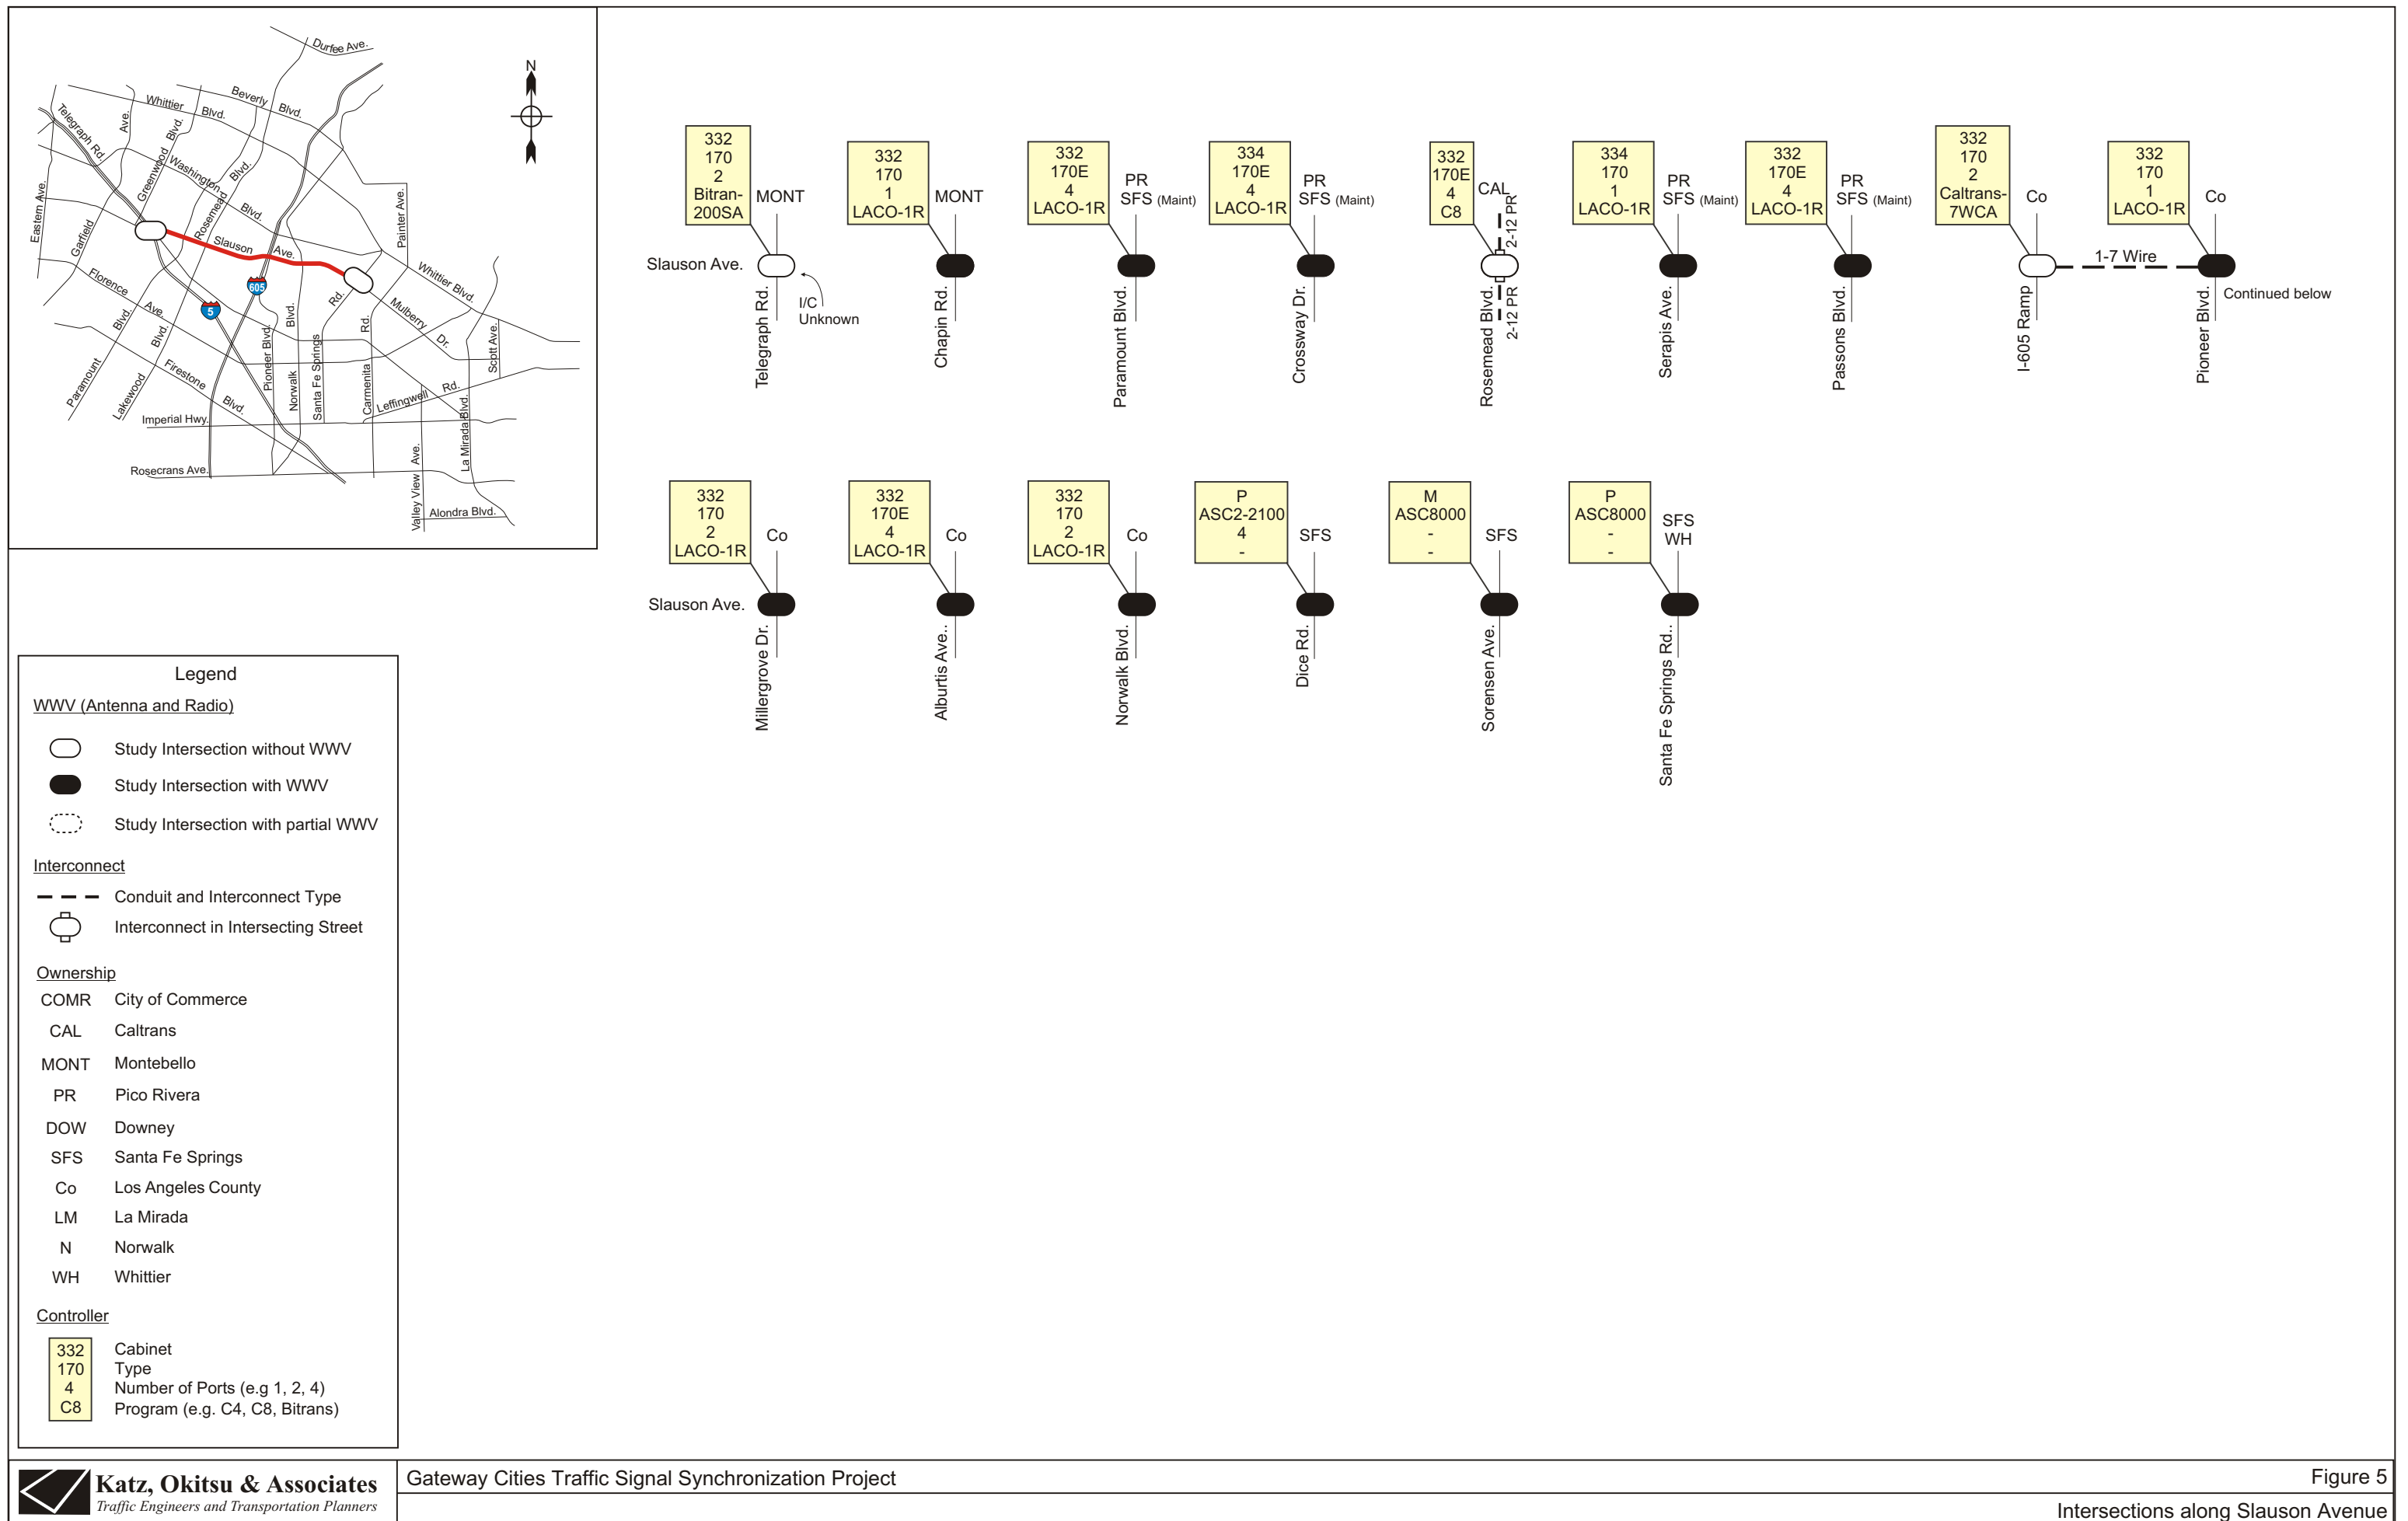 Durfee Ave.
N
Beverly
Blvd.
Whittier
Blvd.
Telegraph Rd.
Ave.
Greenwood
Blvd.
Washington
Blvd.
Rosemead
Blvd.
Eastern Ave.
Garfield
Painter Ave.
Slauson
Ave.
Florence
Ave.
605
5
Whittier Blvd.
Mulberry
Dr.
Rd.
Blvd.
Blvd.
Blvd.
Rd.
Scott Ave.
Paramount
Lakewood
Firestone
Blvd.
Pioneer Blvd.
Norwalk
Santa Fe Springs
Carmenita
Leffingwell
Rd.
Imperial Hwy.
La Mirada Blvd.
Rosecrans Ave.
Valley View
Ave.
Alondra Blvd.
332
170
2
Bitran-
200SA
MONT
Slauson Ave.
Telegraph Rd.
I/C
Unknown
332
170
1
LACO-1R
MONT
Chapin Rd.
332
170E
4
LACO-1R
PR
SFS (Maint)
Paramount Blvd.
334
170E
4
LACO-1R
PR
SFS (Maint)
Crossway Dr.
332
170E
4
C8
CAL
2-12 PR
2-12 PR
Rosemead Blvd.
334
170
1
LACO-1R
PR
SFS (Maint)
Serapis Ave.
332
170E
4
LACO-1R
PR
SFS (Maint)
Passons Blvd.
332
170
2
Caltrans-
7WCA
Co
I-605 Ramp
1-7 Wire
332
170
1
LACO-1R
Co
Pioneer Blvd.
Continued below
332
170
2
LACO-1R
Co
Slauson Ave.
Millergrove Dr.
332
170E
4
LACO-1R
Co
Alburtis Ave..
332
170
2
LACO-1R
Co
Norwalk Blvd.
P
ASC2-2100
4
-
SFS
Dice Rd.
M
ASC8000
-
-
SFS
Sorensen Ave.
P
ASC8000
-
-
SFS
WH
Santa Fe Springs Rd..
Legend
WWV (Antenna and Radio)
Study Intersection without WWV
Study Intersection with WWV
Study Intersection with partial WWV
Interconnect
Conduit and Interconnect Type
Interconnect in Intersecting Street
Ownership
COMR City of Commerce
CAL Caltrans
MONT Montebello
PR Pico Rivera
DOW Downey
SFS Santa Fe Springs
Co Los Angeles County
LM La Mirada
N Norwalk
WH Whittier
Controller
332 Cabinet
170 Type
4 Number of Ports (e.g 1, 2, 4)
C8 Program (e.g. C4, C8, Bitrans)
Katz, Okitsu & Associates
Traffic Engineers and Transportation Planners
Gateway Cities Traffic Signal Synchronization Project
Figure 5
Intersections along Slauson Avenue